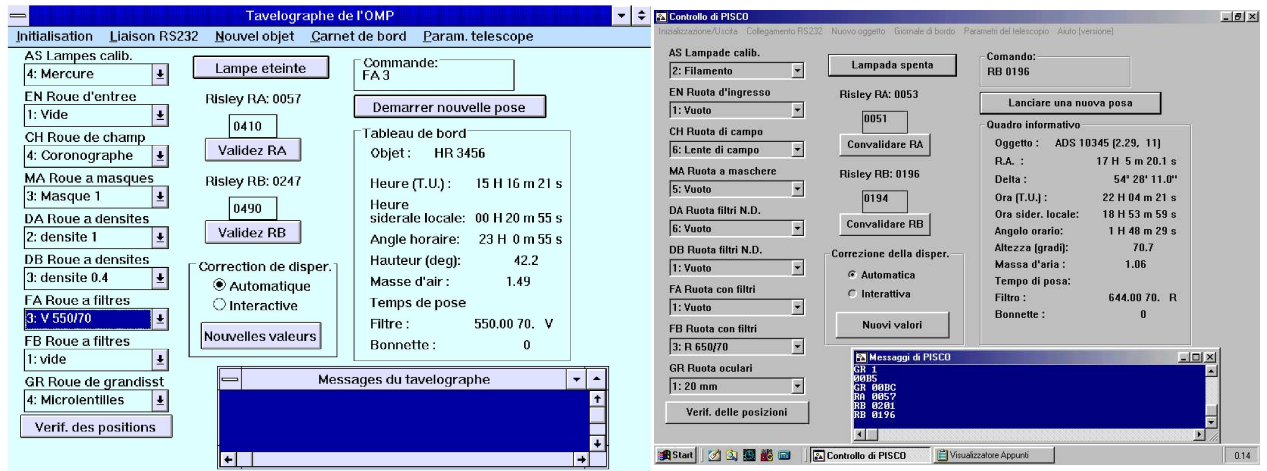 Tavelographe de l'OMP
Initialisation Liaison RS232 Nouvel objet Carnet de bord Param. telescope
AS Lampes calib.
4: Mercure
EN Roue d'entree
1: Vide
CH Roue de champ
4: Coronographe
MA Roue a masques
3: Masque 1
DA Roue a densites
2: densite 1
DB Roue a densites
3: densite 0.4
FA Roue a filtres
3: V 550/70
FB Roue a filtres
1: vide
GR Roue de grandisst
4: Microlentilles
Verif. des positions
Lampe eteinte
Risley RA: 0057
0410
Validez RA
Risley RB: 0247
0490
Validez RB
Correction de disper.
Automatique
Interactive
Nouvelles valeurs
Commande:
FA 3
Demarrer nouvelle pose
Tableau de bord
Objet : HR 3456
Heure (T.U.) : 15 H 16 m 21 s
Heure
siderale locale: 00 H 20 m 55 s
Angle horaire: 23 H 0 m 55 s
Hauteur (deg): 42.2
Masse d'air : 1.49
Temps de pose
Filtre : 550.00 70. V
Bonnette : 0
Messages du tavelographe
Controllo di PISCO
Inizializzazione/Uscita Collegamento RS232 Nuovo oggetto Giornale di bordo Parametri del telescopio Aiuto (versione)
AS Lampade calib.
2: Filamento
EN Ruota d'ingresso
1: Vuoto
CH Ruota di campo
6: Lente di campo
MA Ruota a maschere
5: Vuoto
DA Ruota filtri N.D.
6: Vuoto
DB Ruota filtri N.D.
1: Vuoto
FA Ruota con filtri
1: Vuoto
FB Ruota con filtri
3: R 650/70
GR Ruota oculari
1: 20 mm
Verif. delle posizioni
Lampada spenta
Risley RA: 0053
0051
Convalidare RA
Risley RB: 0196
0194
Convalidare RB
Correzione della disper.
Automatica
Interattiva
Nuovi valori
Comando:
RB 0196
Lanciare una nuova posa
Quadro informativo
Oggetto : ADS 10345 (2.29, 11)
R.A. : 17 H 5 m 20.1 s
Delta : 54° 28' 11.0"
Ora (T.U.) : 22 H 04 m 21 s
Ora sider. locale: 18 H 53 m 59 s
Angolo orario: 1 H 48 m 29 s
Altezza (gradi): 70.7
Massa d'aria : 1.06
Tempo di posa:
Filtro : 644.00 70. R
Bonnette : 0
Messaggi di PISCO
GR 1
00B5
GR 00BC
RA 0057
RB 0201
RB 0196
Start Controllo di PISCO Visualizzatore Appunti 0.14